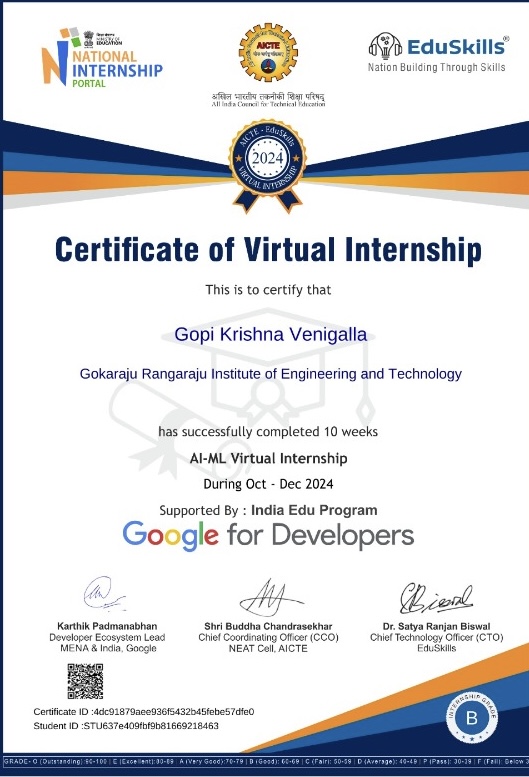 शिक्षा मंत्रालय
MINISTRY OF
EDUCATION
NATIONAL
INTERNSHIP
PORTAL
AICTE
अखिल भारतीय तकनीकी शिक्षा परिषद्
All India Council for Technical Education
EduSkills®
Nation Building Through Skills
AICTE - EduSkills
2024
VIRTUAL INTERNSHIP
Certificate of Virtual Internship
This is to certify that
Gopi Krishna Venigalla
Gokaraju Rangaraju Institute of Engineering and Technology
has successfully completed 10 weeks
AI-ML Virtual Internship
During Oct - Dec 2024
Supported By : India Edu Program
Google for Developers
Karthik Padmanabhan
Developer Ecosystem Lead
MENA & India, Google
Shri Buddha Chandrasekhar
Chief Coordinating Officer (CCO)
NEAT Cell, AICTE
Dr. Satya Ranjan Biswal
Chief Technology Officer (CTO)
EduSkills
Certificate ID :4dc91879aee936f5432b45febe57dfe0
Student ID :STU637e409fbf9b81669218463
INTERNSHIP GRADE
B
GRADE- O (Outstanding):90-100 | E (Excellent):80-89 A (Very Good):70-79 | B (Good): 60-69 | C (Fair): 50-59 | D (Average): 40-49 | P (Pass): 30-39 | F (Fail): Below